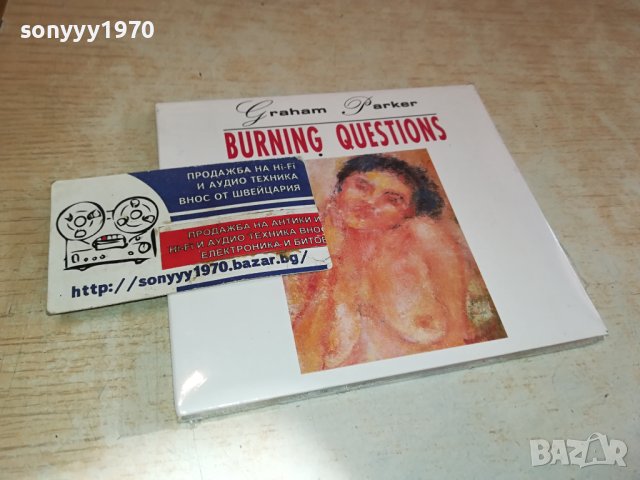 sonyyy1970
Graham Parker
BURNING QUESTIONS
ПРОДАЖБА НА Hi-Fi
И АУДИО ТЕХНИКА
ВНОС ОТ ШВЕЙЦАРИЯ
ПРОДАЖБА НА АНТИКИ И
Hi-Fi И АУДИО ТЕХНИКА ВНОС
ЕЛЕКТРОНИКА И БИТОВ
http://sonyyy1970.bazar.bg/
BAZAR